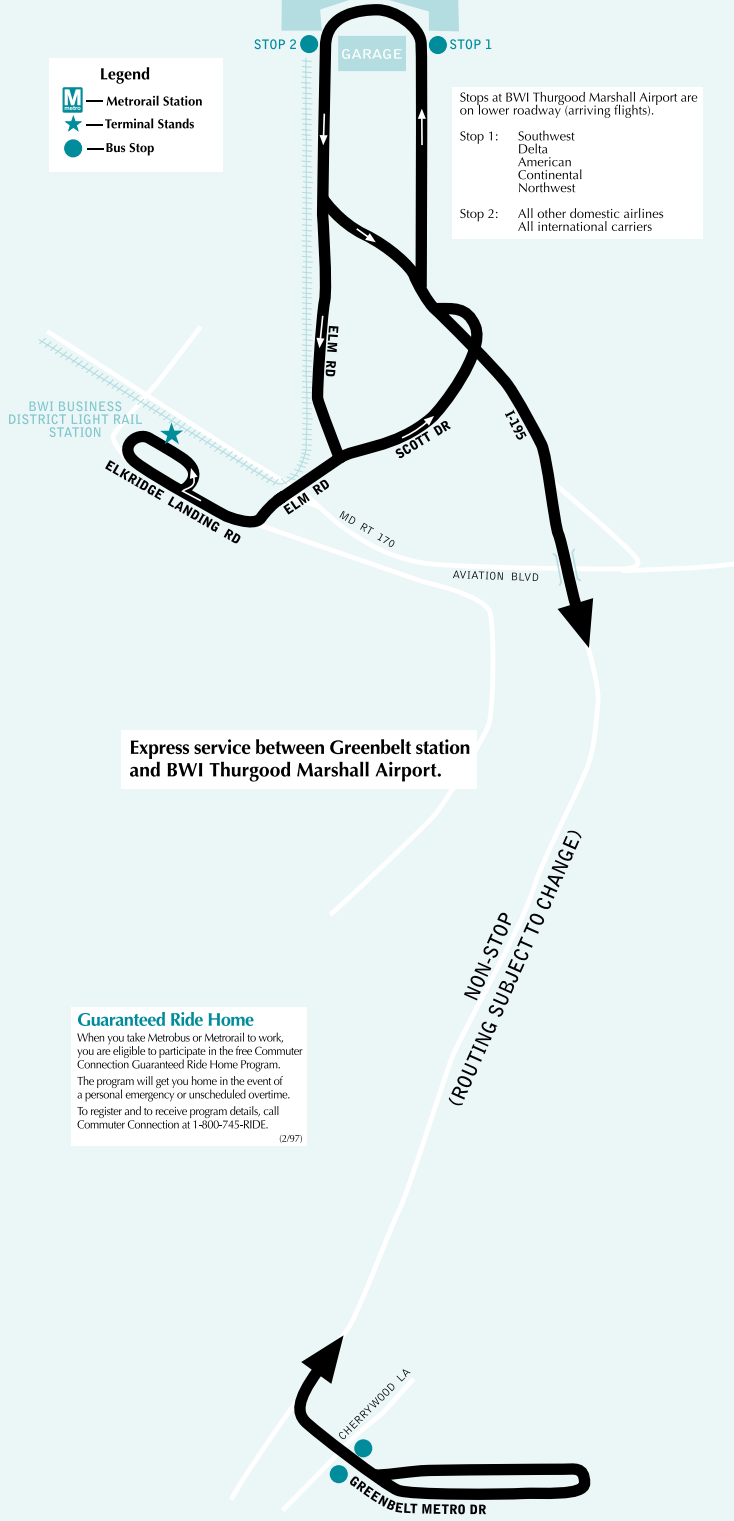 STOP 2
GARAGE
STOP 1
Legend
M
metro
Metrorail Station
Terminal Stands
Bus Stop
Stops at BWI Thurgood Marshall Airport are
on lower roadway (arriving flights).
Stop 1: Southwest
Delta
American
Continental
Northwest
Stop 2: All other domestic airlines
All international carriers
ELM RD
BWI BUSINESS
DISTRICT LIGHT RAIL
STATION
I-195
SCOTT DR
ELKRIDGE LANDING RD
ELM RD
MD RT 170
AVIATION BLVD
Express service between Greenbelt station
and BWI Thurgood Marshall Airport.
NON-STOP
(ROUTING SUBJECT TO CHANGE)
Guaranteed Ride Home
When you take Metrobus or Metrorail to work,
you are eligible to participate in the free Commuter
Connection Guaranteed Ride Home Program.
The program will get you home in the event of
a personal emergency or unscheduled overtime.
To register and to receive program details, call
Commuter Connection at 1-800-745-RIDE.
(2/97)
CHERRYWOOD LA
GREENBELT METRO DR